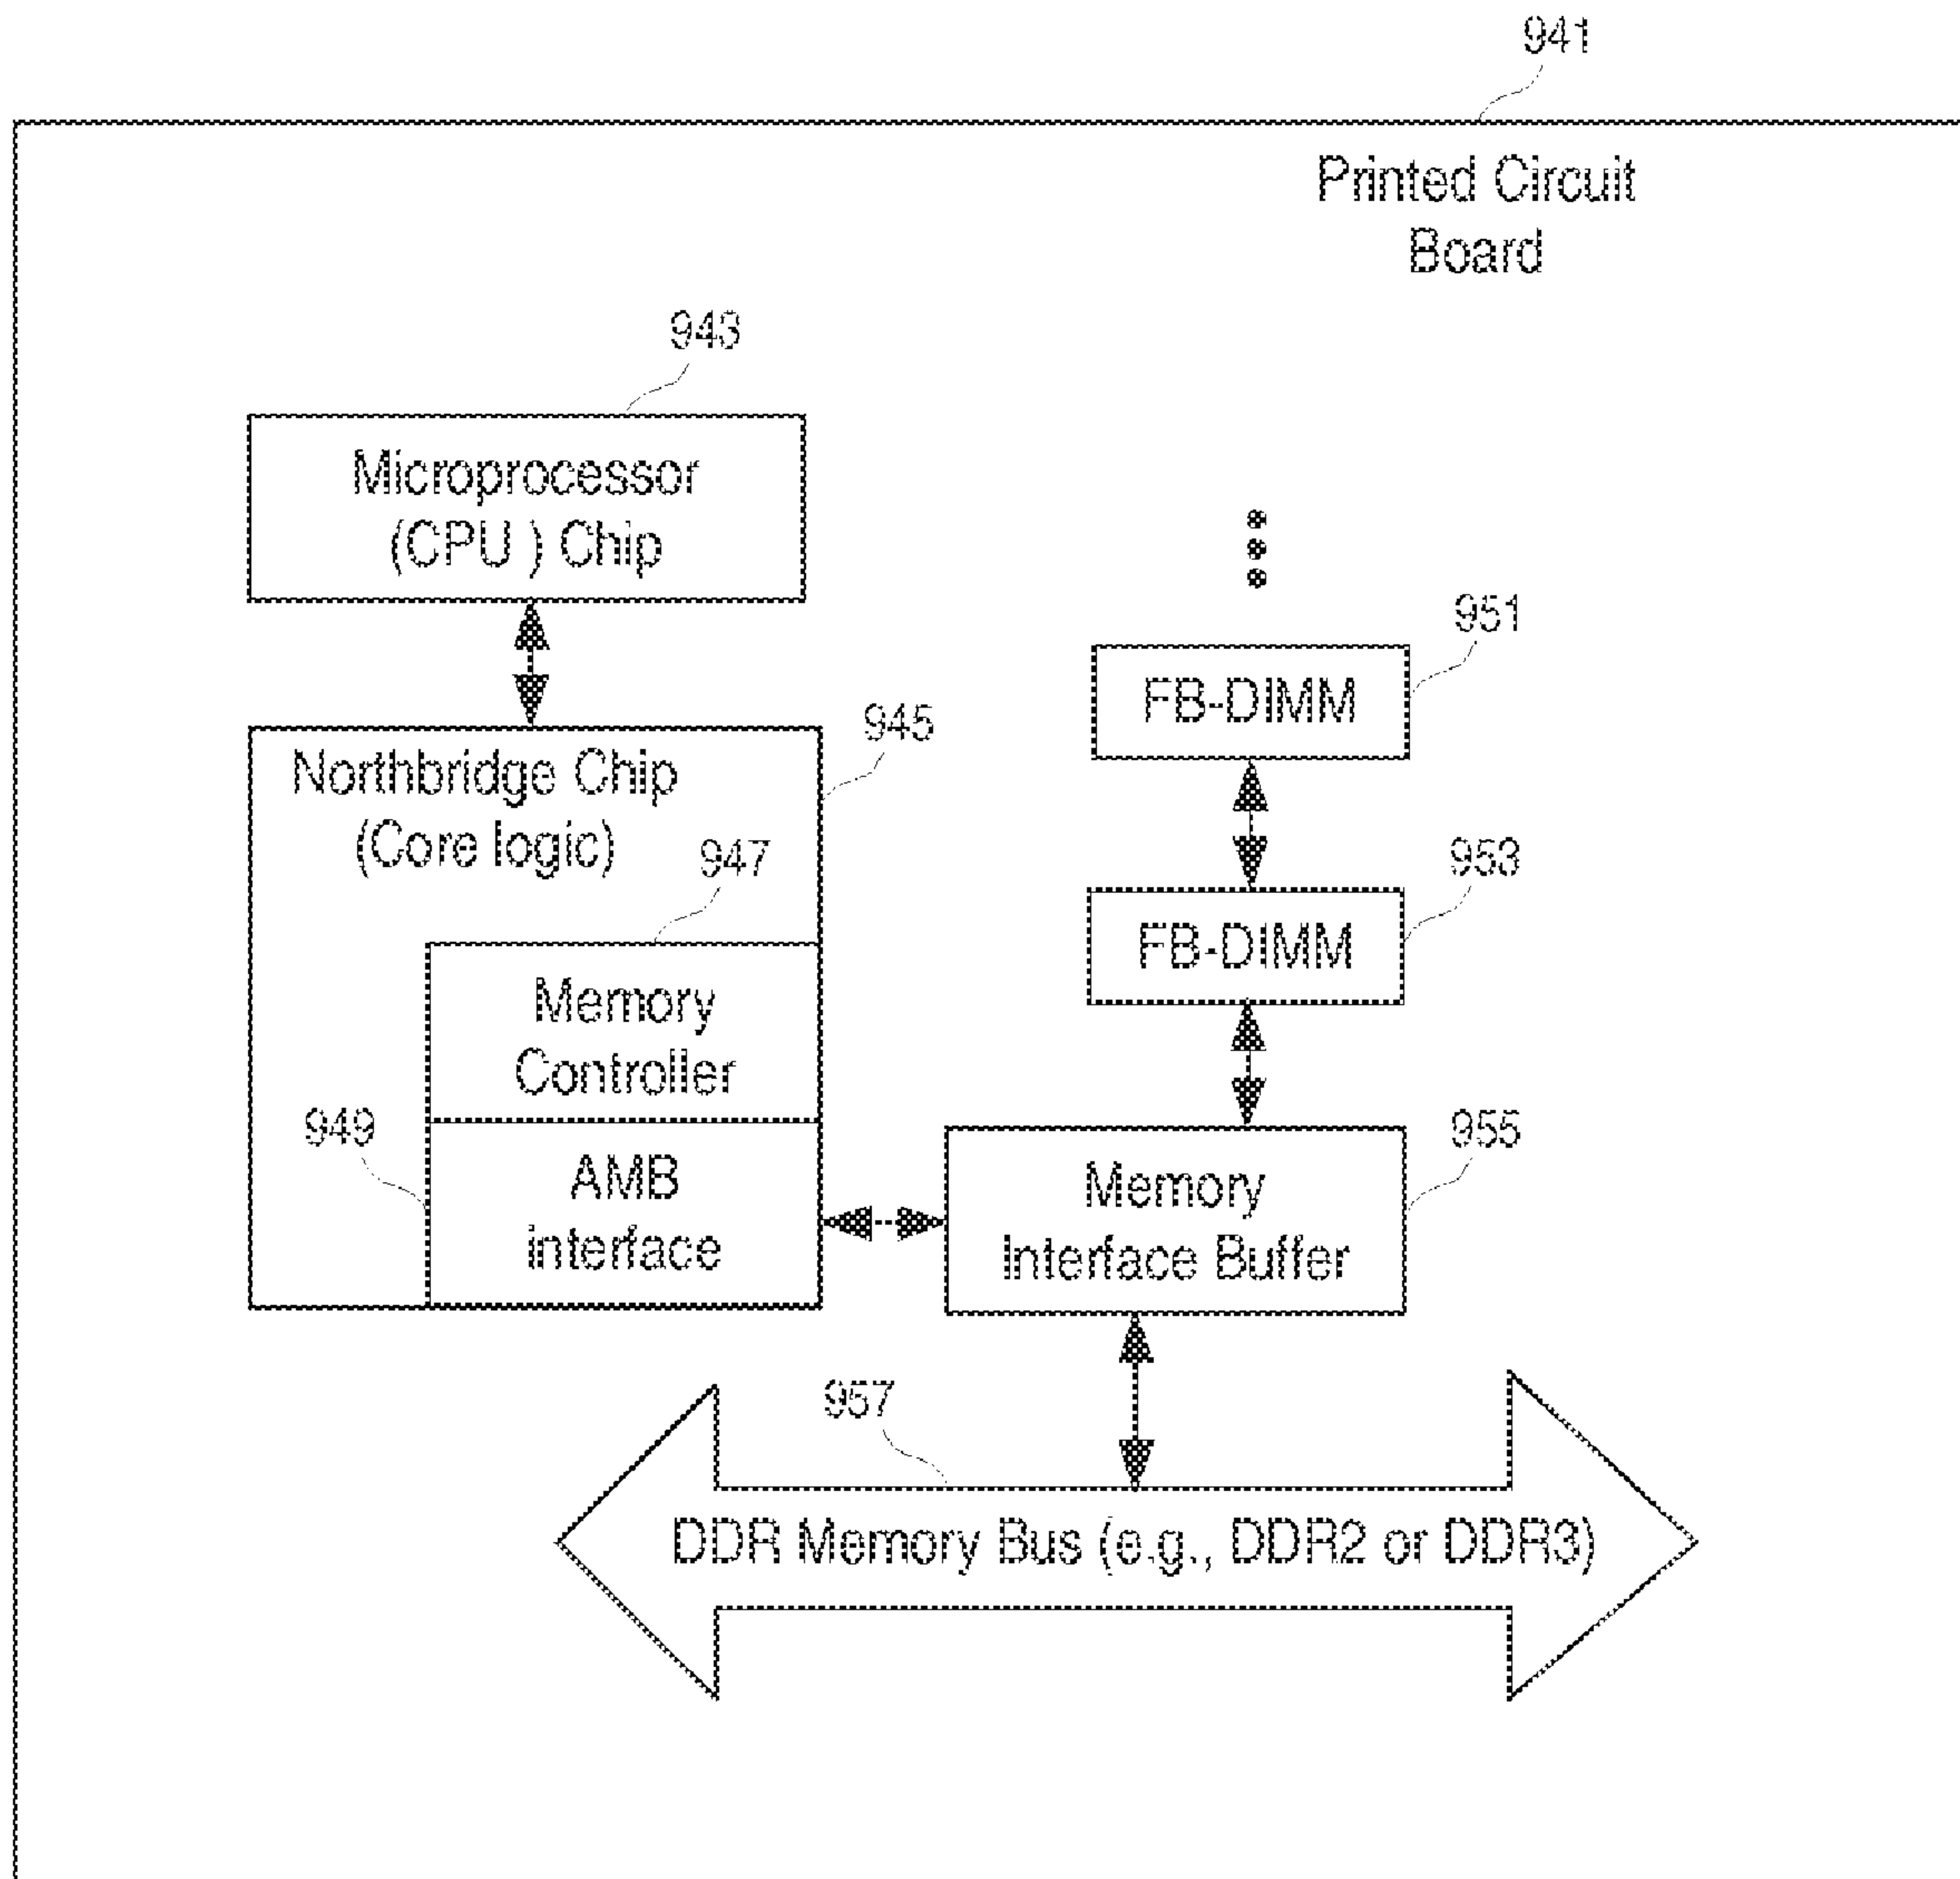 941
Printed Circuit
Board
943
Microprocessor
(CPU ) Chip
951
FB-DIMM
945
Northbridge Chip
(Core logic)
947
953
FB-DIMM
Memory
Controller
949
955
AMB
interface
Memory
Interface Buffer
957
DDR Memory Bus (e.g., DDR2 or DDR3)